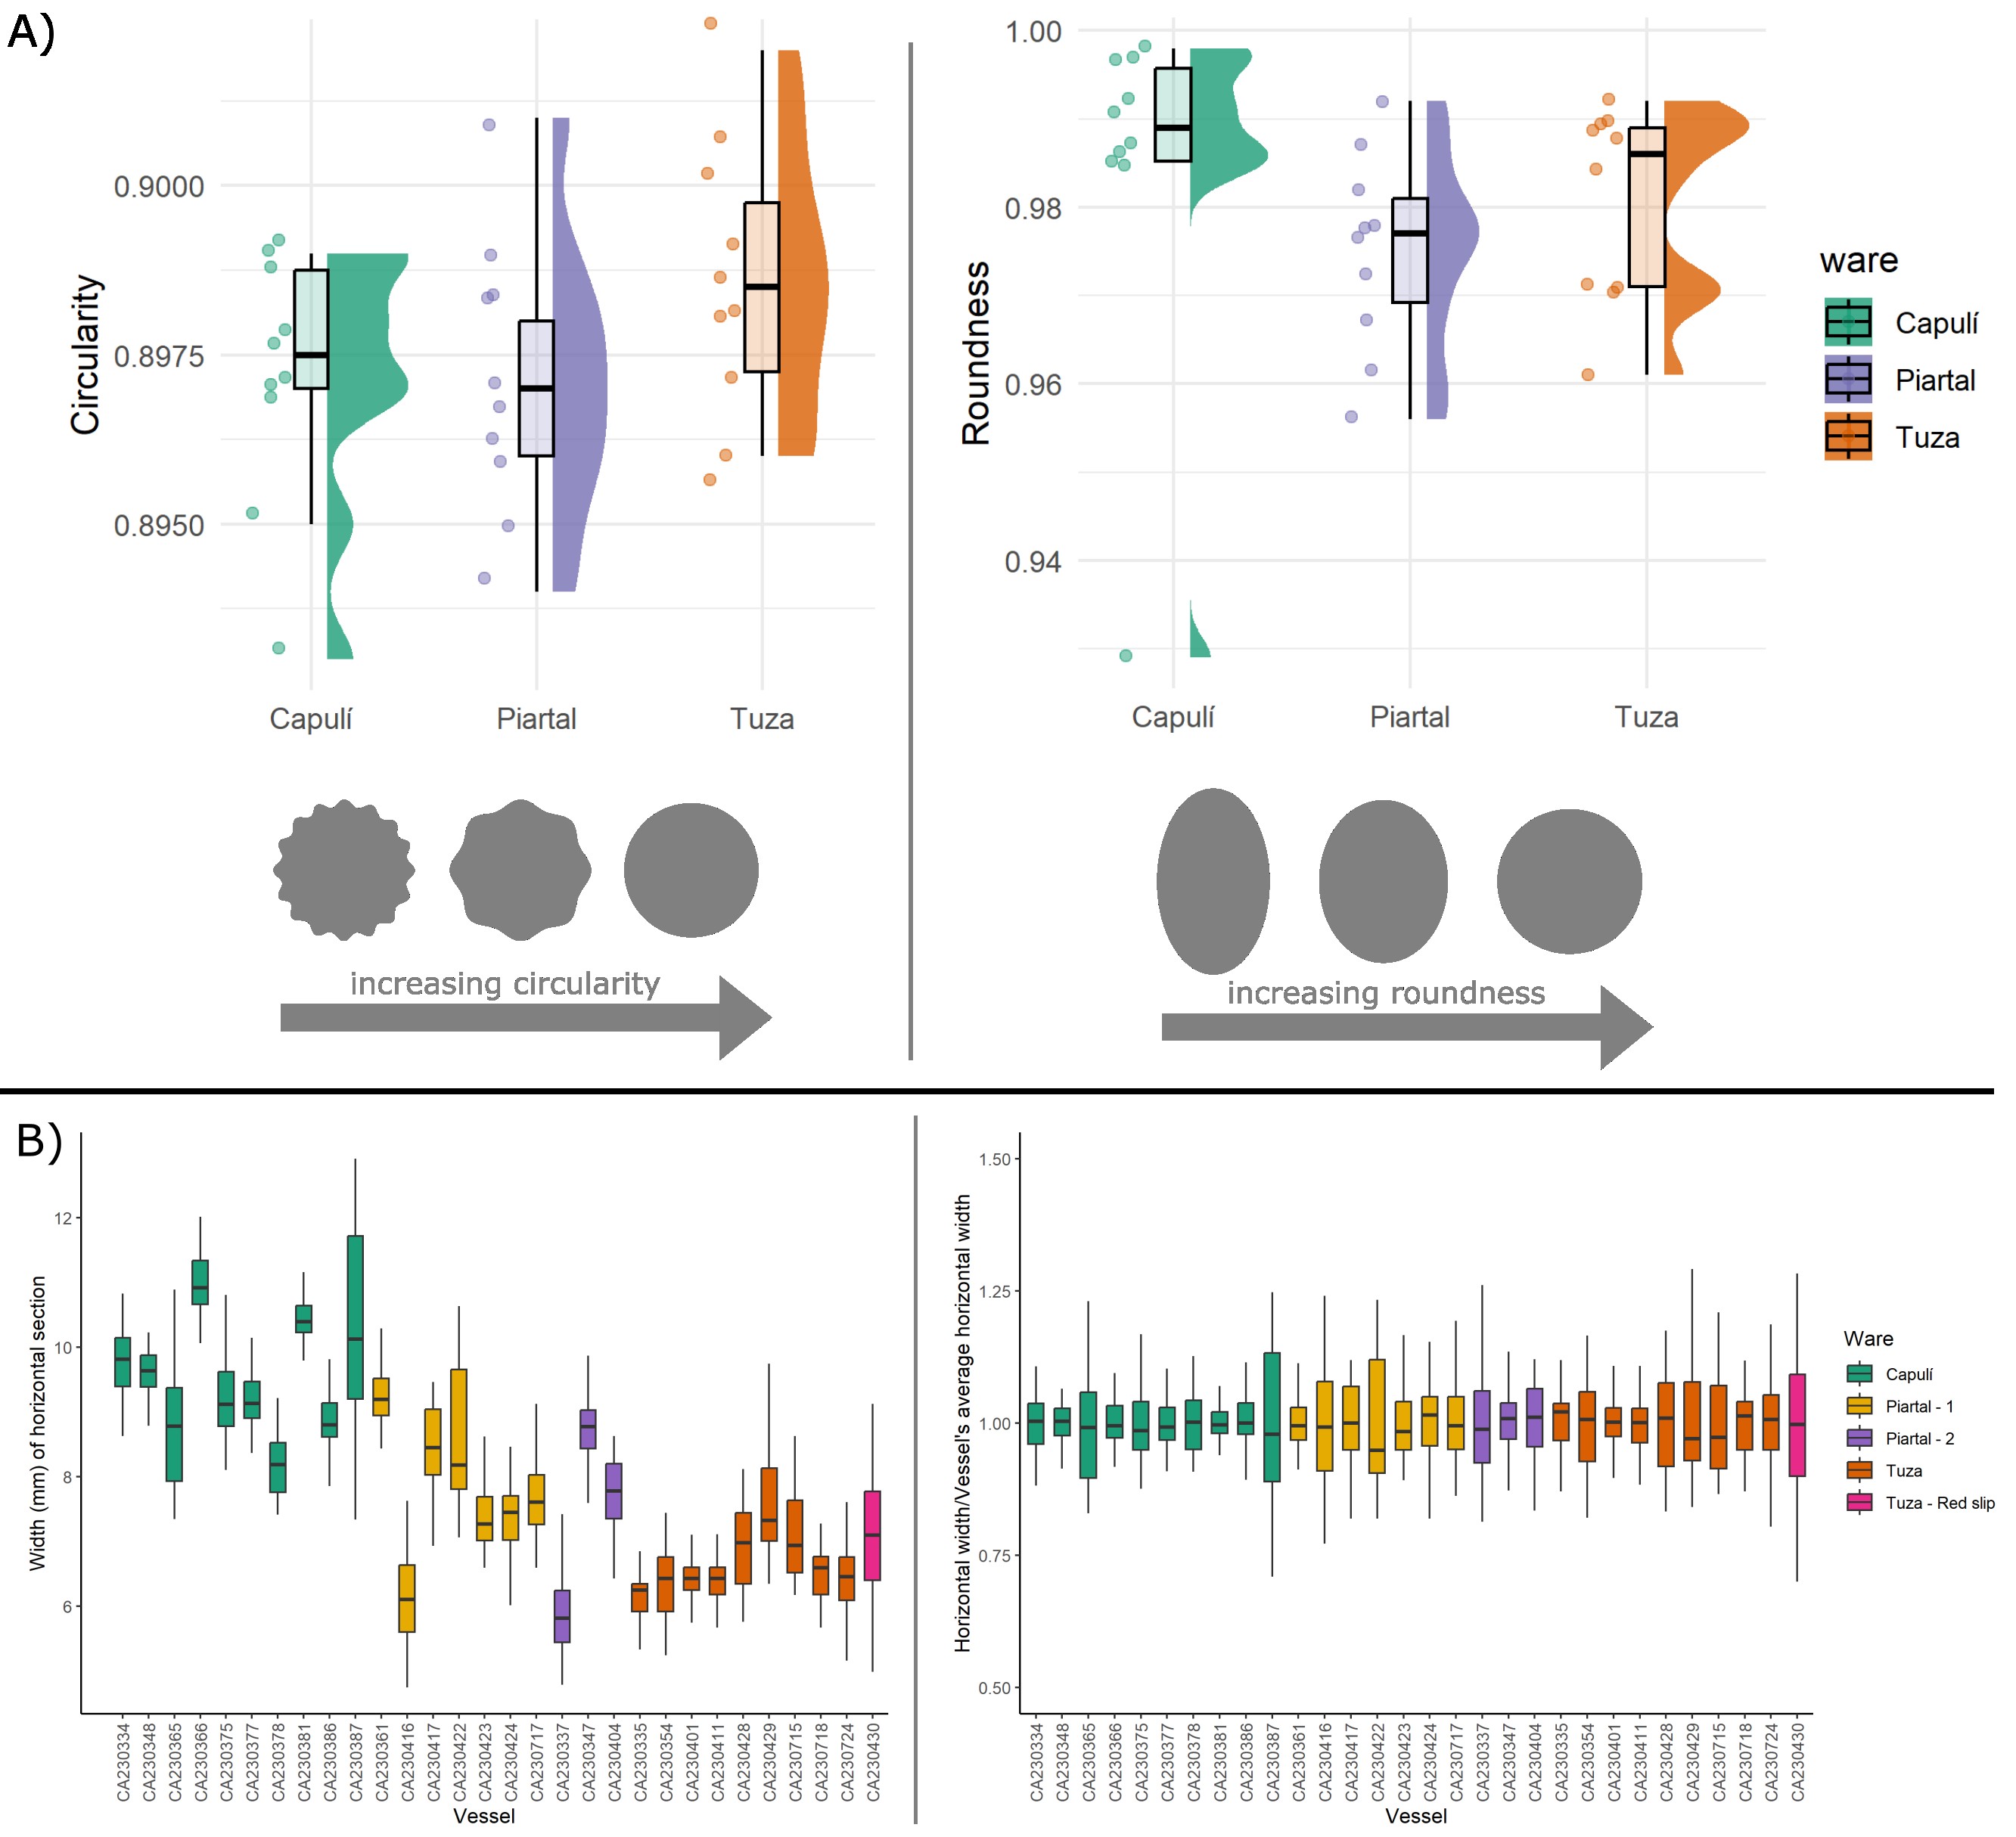 A)
Circularity
0.9000
0.8975
0.8950
Capulí Piartal Tuza
increasing circularity
Roundness
1.00
0.98
0.96
0.94
Capulí Piartal Tuza
increasing roundness
ware
Capulí
Piartal
Tuza
B)
Width (mm) of horizontal section
12
10
8
6
CA230334 CA230348 CA230365 CA230366 CA230375 CA230377 CA230378 CA230381 CA230386 CA230387 CA230361 CA230416 CA230417 CA230422 CA230423 CA230424 CA230717 CA230337 CA230347 CA230404 CA230335 CA230354 CA230401 CA230411 CA230428 CA230429 CA230715 CA230718 CA230724 CA230430
Vessel
Horizontal width/Vessel's average horizontal width
1.50
1.25
1.00
0.75
0.50
CA230334 CA230348 CA230365 CA230366 CA230375 CA230377 CA230378 CA230381 CA230386 CA230387 CA230361 CA230416 CA230417 CA230422 CA230423 CA230424 CA230717 CA230337 CA230347 CA230404 CA230335 CA230354 CA230401 CA230411 CA230428 CA230429 CA230715 CA230718 CA230724 CA230430
Vessel
Ware
Capulí
Piartal - 1
Piartal - 2
Tuza
Tuza - Red slip